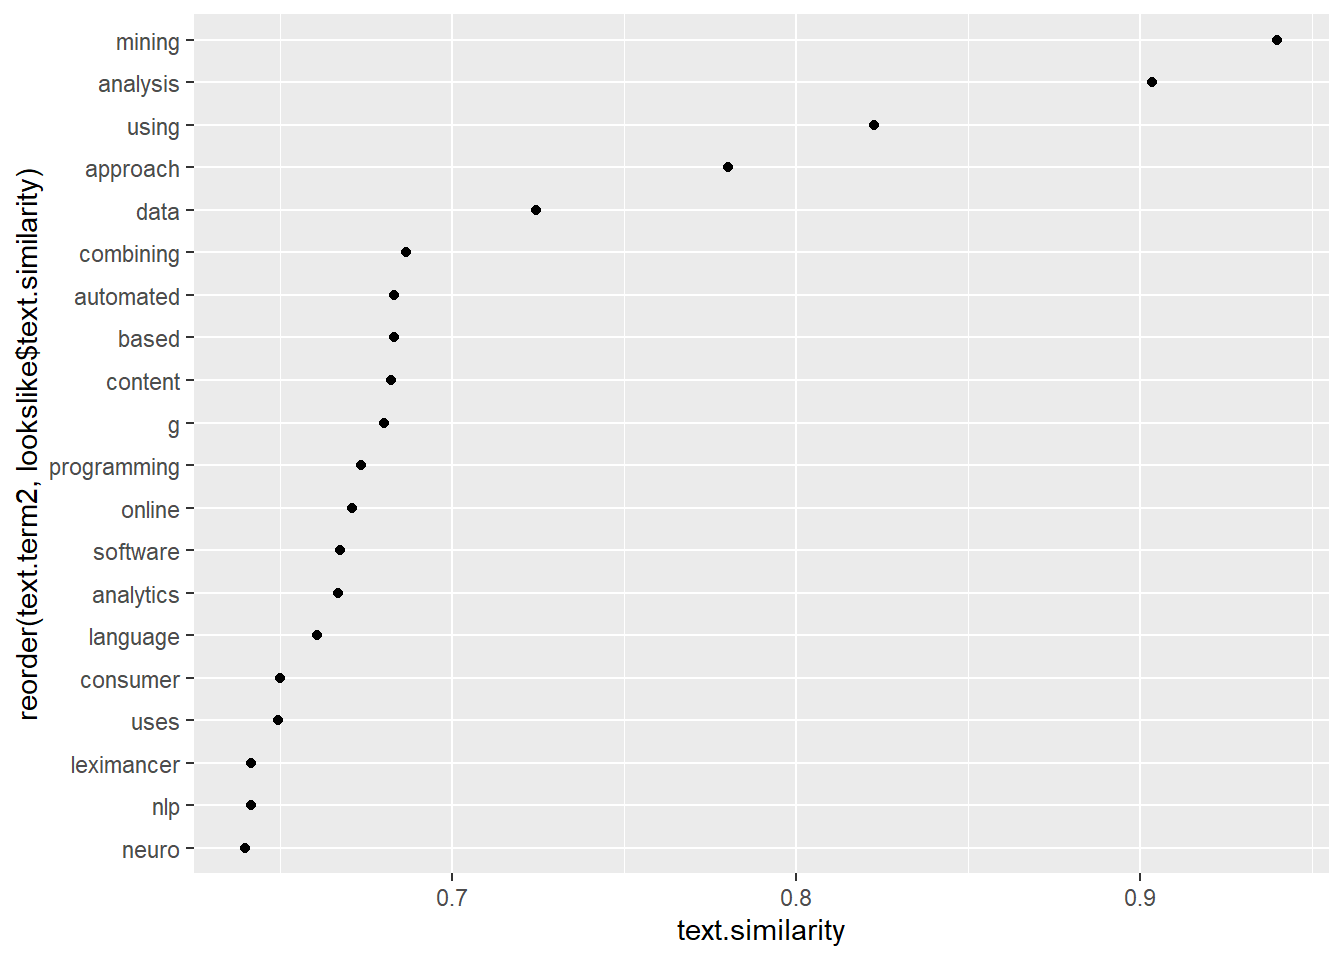 mining
analysis
using
approach
data
combining
automated
based
content
g
programming
online
software
analytics
language
consumer
uses
leximancer
nlp
neuro
reorder(text.term2, lookslike$text.similarity)
0.7 0.8 0.9
text.similarity